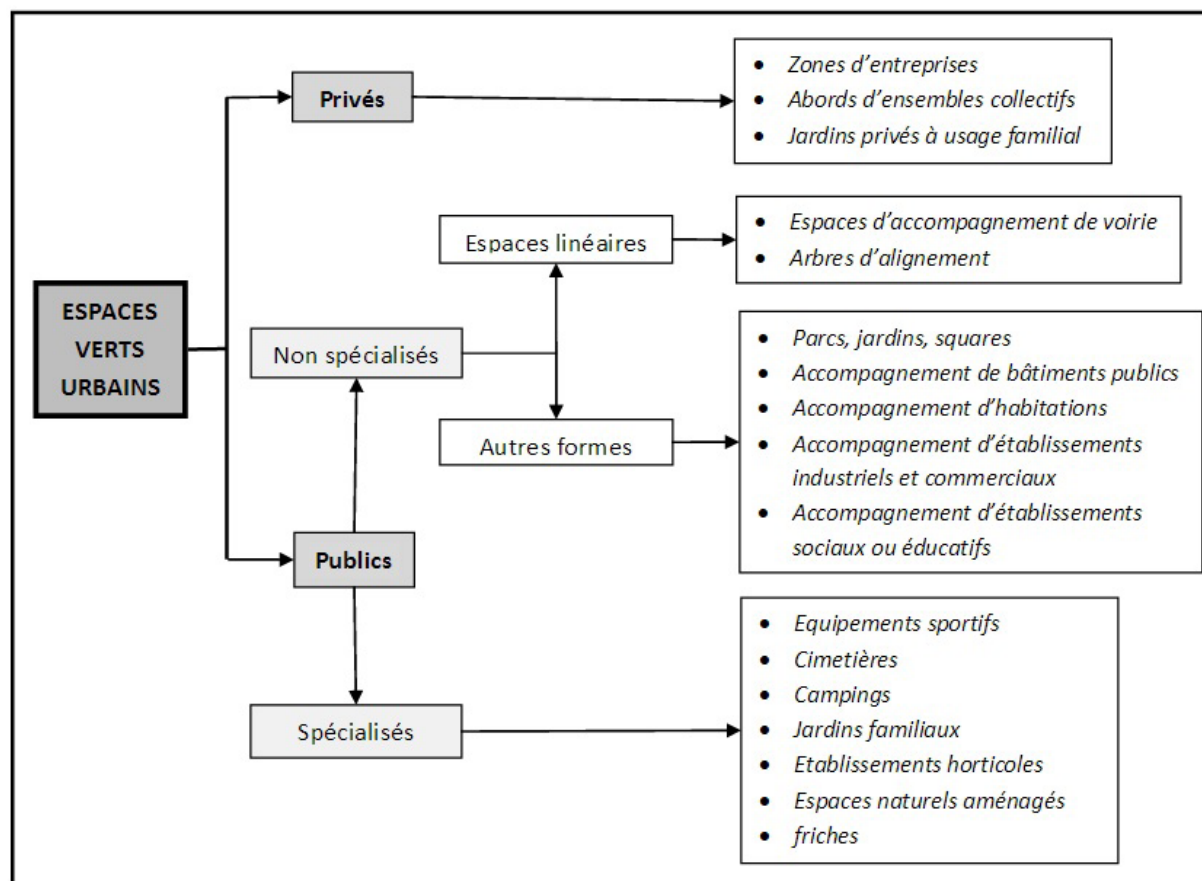 Privés
• Zones d’entreprises
• Abords d’ensembles collectifs
• Jardins privés à usage familial
Espaces linéaires
• Espaces d’accompagnement de voirie
• Arbres d’alignement
ESPACES
VERTS
URBAINS
Non spécialisés
Autres formes
• Parcs, jardins, squares
• Accompagnement de bâtiments publics
• Accompagnement d’habitations
• Accompagnement d’établissements
industriels et commerciaux
• Accompagnement d’établissements
sociaux ou éducatifs
Publics
Spécialisés
• Equipements sportifs
• Cimetières
• Campings
• Jardins familiaux
• Etablissements horticoles
• Espaces naturels aménagés
• friches